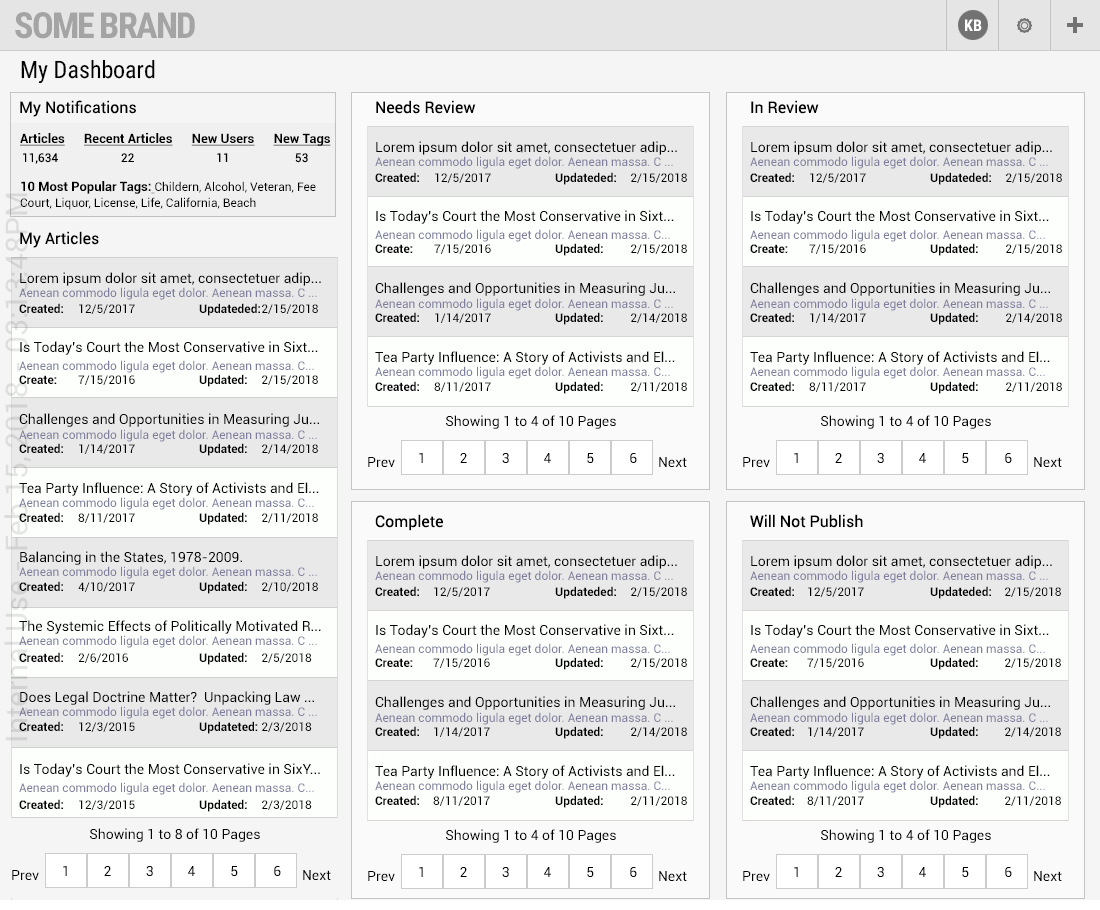 SOME BRAND
KB
My Dashboard
My Notifications
Articles Recent Articles New Users New Tags
11,634 22 11 53
10 Most Popular Tags: Childern, Alcohol, Veteran, Fee
Court, Liquor, License, Life, California, Beach
My Articles
Lorem ipsum dolor sit amet, consectetuer adip...
Aenean commodo ligula eget dolor. Aenean massa. C ...
Created: 12/5/2017 Updateded: 2/15/2018
Is Today's Court the Most Conservative in Sixt...
Aenean commodo ligula eget dolor. Aenean massa. C...
Create: 7/15/2016 Updated: 2/15/2018
Challenges and Opportunities in Measuring Ju...
Aenean commodo ligula eget dolor. Aenean massa. C ...
Created: 1/14/2017 Updated: 2/14/2018
Tea Party Influence: A Story of Activists and El...
Aenean commodo ligula eget dolor. Aenean massa. C...
Created: 8/11/2017 Updated: 2/11/2018
Balancing in the States, 1978-2009.
Aenean commodo ligula eget dolor. Aenean massa. C ...
Created: 4/10/2017 Updated: 2/10/2018
The Systemic Effects of Politically Motivated R...
Aenean commodo ligula eget dolor. Aenean massa. C ...
Created: 2/6/2016 Updated: 2/5/2018
Does Legal Doctrine Matter? Unpacking Law ...
Aenean commodo ligula eget dolor. Aenean massa. C ...
Created: 12/3/2015 Updateted: 2/3/2018
Is Today's Court the Most Conservative in SixY...
Aenean commodo ligula eget dolor. Aenean massa. C...
Created: 12/3/2015 Updated: 2/3/2018
Showing 1 to 8 of 10 Pages
Prev 1 2 3 4 5 6 Next
Needs Review
Lorem ipsum dolor sit amet, consectetuer adip...
Aenean commodo ligula eget dolor. Aenean massa. C ...
Created: 12/5/2017 Updateded: 2/15/2018
Is Today's Court the Most Conservative in Sixt...
Aenean commodo ligula eget dolor. Aenean massa. C...
Create: 7/15/2016 Updated: 2/15/2018
Challenges and Opportunities in Measuring Ju...
Aenean commodo ligula eget dolor. Aenean massa. C ...
Created: 1/14/2017 Updated: 2/14/2018
Tea Party Influence: A Story of Activists and El...
Aenean commodo ligula eget dolor. Aenean massa. C...
Created: 8/11/2017 Updated: 2/11/2018
Showing 1 to 4 of 10 Pages
Prev 1 2 3 4 5 6 Next
In Review
Lorem ipsum dolor sit amet, consectetuer adip...
Aenean commodo ligula eget dolor. Aenean massa. C ...
Created: 12/5/2017 Updateded: 2/15/2018
Is Today's Court the Most Conservative in Sixt...
Aenean commodo ligula eget dolor. Aenean massa. C...
Create: 7/15/2016 Updated: 2/15/2018
Challenges and Opportunities in Measuring Ju...
Aenean commodo ligula eget dolor. Aenean massa. C ...
Created: 1/14/2017 Updated: 2/14/2018
Tea Party Influence: A Story of Activists and El...
Aenean commodo ligula eget dolor. Aenean massa. C...
Created: 8/11/2017 Updated: 2/11/2018
Showing 1 to 4 of 10 Pages
Prev 1 2 3 4 5 6 Next
Complete
Lorem ipsum dolor sit amet, consectetuer adip...
Aenean commodo ligula eget dolor. Aenean massa. C ...
Created: 12/5/2017 Updateded: 2/15/2018
Is Today's Court the Most Conservative in Sixt...
Aenean commodo ligula eget dolor. Aenean massa. C...
Create: 7/15/2016 Updated: 2/15/2018
Challenges and Opportunities in Measuring Ju...
Aenean commodo ligula eget dolor. Aenean massa. C ...
Created: 1/14/2017 Updated: 2/14/2018
Tea Party Influence: A Story of Activists and El...
Aenean commodo ligula eget dolor. Aenean massa. C...
Created: 8/11/2017 Updated: 2/11/2018
Showing 1 to 4 of 10 Pages
Prev 1 2 3 4 5 6 Next
Will Not Publish
Lorem ipsum dolor sit amet, consectetuer adip...
Aenean commodo ligula eget dolor. Aenean massa. C ...
Created: 12/5/2017 Updateded: 2/15/2018
Is Today's Court the Most Conservative in Sixt...
Aenean commodo ligula eget dolor. Aenean massa. C...
Create: 7/15/2016 Updated: 2/15/2018
Challenges and Opportunities in Measuring Ju...
Aenean commodo ligula eget dolor. Aenean massa. C ...
Created: 1/14/2017 Updated: 2/14/2018
Tea Party Influence: A Story of Activists and El...
Aenean commodo ligula eget dolor. Aenean massa. C...
Created: 8/11/2017 Updated: 2/11/2018
Showing 1 to 4 of 10 Pages
Prev 1 2 3 4 5 6 Next
Internal Use - Feb 15, 2018 03:13:48PM